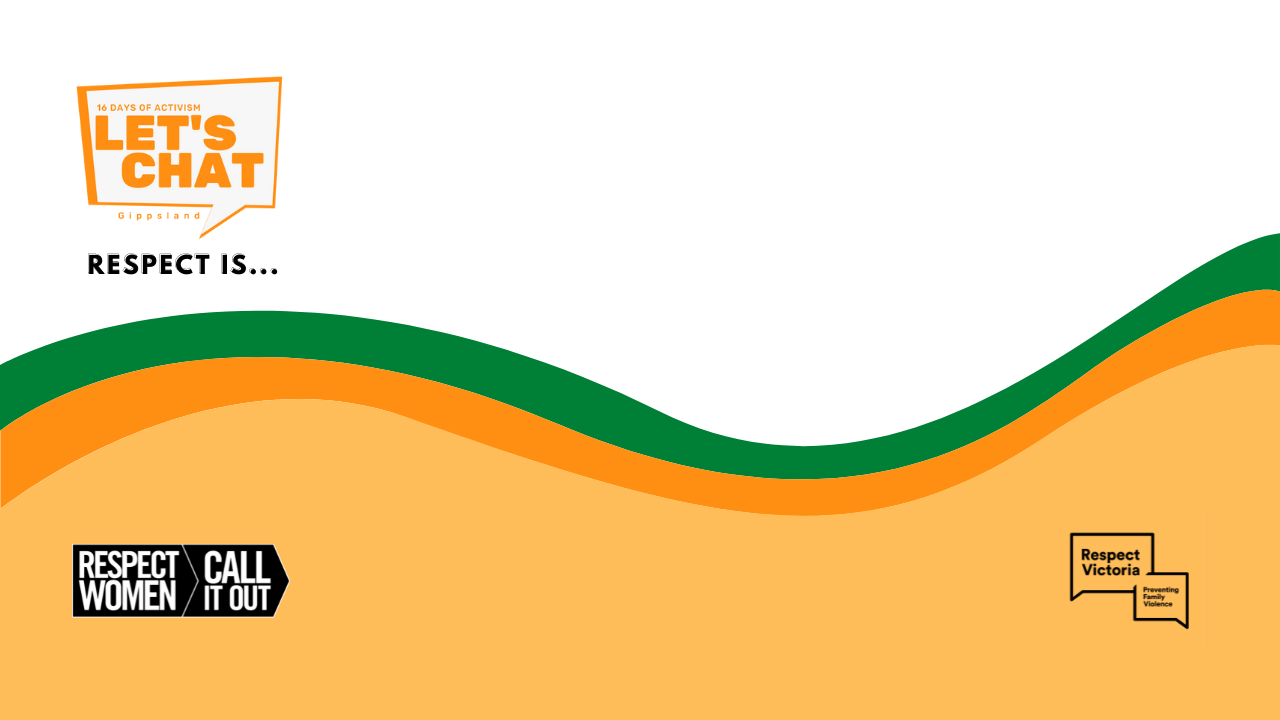 16 DAYS OF ACTIVISM
LET'S
CHAT
Gippsland
RESPECT IS...
RESPECT
WOMEN
CALL
IT OUT
Respect
Victoria
Preventing
Family
Violence